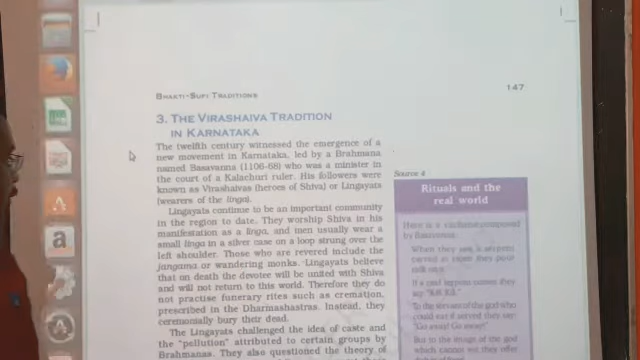 BHAKTI-SUFI TRADITIONS
147
3. THE VIRASHAIVA TRADITION
IN KARNATAKA
The twelfth century witnessed the emergence of a
new movement in Karnataka, led by a Brahmana
named Basavanna (1106-68) who was a minister in
the court of a Kalachuri ruler. His followers were
known as Virashaivas (heroes of Shiva) or Lingayats
(wearers of the linga).
Lingayats continue to be an important community
in the region to date. They worship Shiva in his
manifestation as a linga, and men usually wear a
small linga in a silver case on a loop strung over the
left shoulder. Those who are revered include the
jangama or wandering monks. Lingayats believe
that on death the devotee will be united with Shiva
and will not return to this world. Therefore they do
not practise funerary rites such as cremation,
prescribed in the Dharmashastras. Instead, they
ceremonially bury their dead.
The Lingayats challenged the idea of caste and
the "pollution" attributed to certain groups by
Brahmanas. They also questioned the theory of
Source 4
Rituals and the
real world
Here is a vachana composed
by Basavanna:
When they see a serpent
carved in stone they pour
milk on it.
If a real serpent comes they
say: "Kill. Kill."
To the servant of the god who
could eat if served they say:
"Go away! Go away!"
But to the image of the god
which cannot eat they offer
a